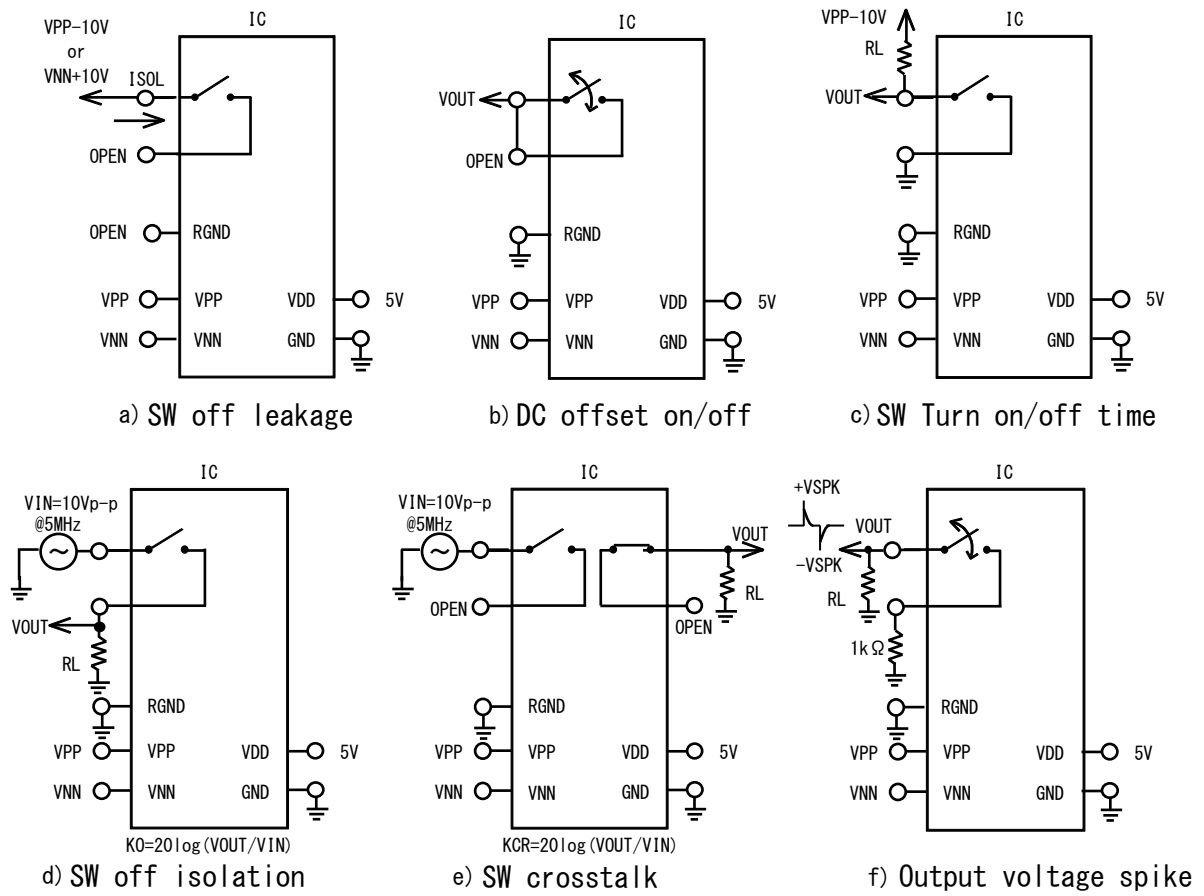 IC
VPP-10V
or
VNN+10V
ISOL
OPEN
OPEN
RGND
VPP
VPP
VDD
5V
VNN
VNN
GND
a) SW off leakage
IC
VOUT
OPEN
RGND
VPP
VPP
VDD
5V
VNN
VNN
GND
b) DC offset on/off
VPP-10V
IC
RL
VOUT
RGND
VPP
VPP
VDD
5V
VNN
VNN
GND
c) SW Turn on/off time
IC
VIN=10Vp-p
@5MHz
VOUT
RL
RGND
VPP
VPP
VDD
5V
VNN
VNN
GND
KO=20log(VOUT/VIN)
d) SW off isolation
IC
VIN=10Vp-p
@5MHz
VOUT
RL
OPEN
OPEN
RGND
VPP
VPP
VDD
5V
VNN
VNN
GND
KCR=20log(VOUT/VIN)
e) SW crosstalk
IC
+VSPK
VOUT
-VSPK
RL
1kΩ
RGND
VPP
VPP
VDD
5V
VNN
VNN
GND
f) Output voltage spike